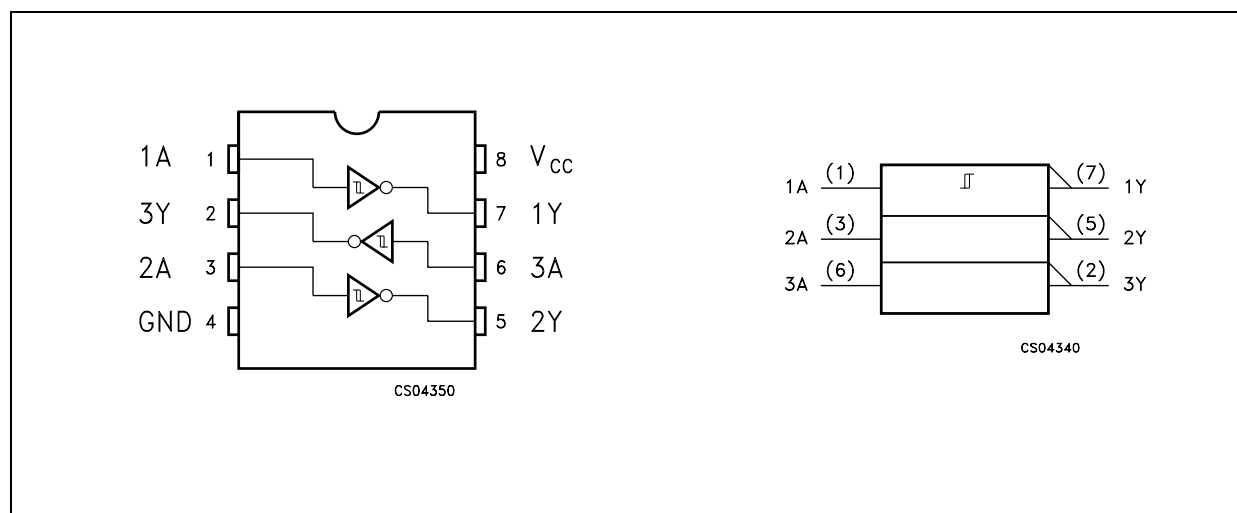 1A 1 8 VCC
3Y 2 7 1Y
2A 3 6 3A
GND 4 5 2Y
CS04350
1A (1) (7) 1Y
2A (3) (5) 2Y
3A (6) (2) 3Y
CS04340